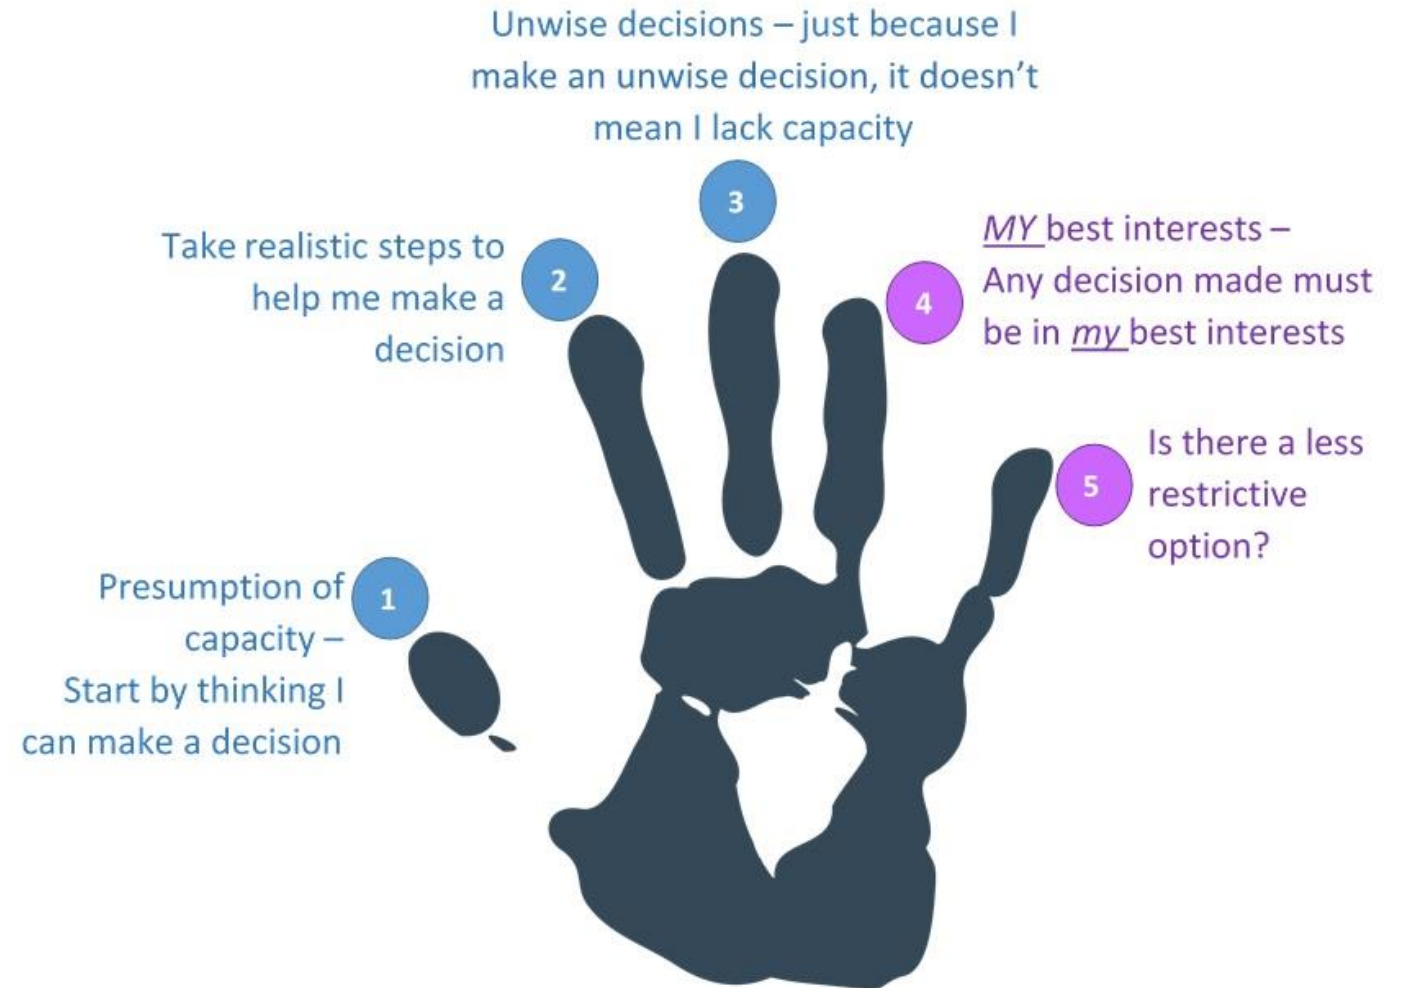 Unwise decisions – just because I
make an unwise decision, it doesn’t
mean I lack capacity
3
Take realistic steps to
help me make a
decision
2
4
MY best interests –
Any decision made must
be in my best interests
5
Is there a less
restrictive
option?
Presumption of
capacity –
Start by thinking I
can make a decision
1